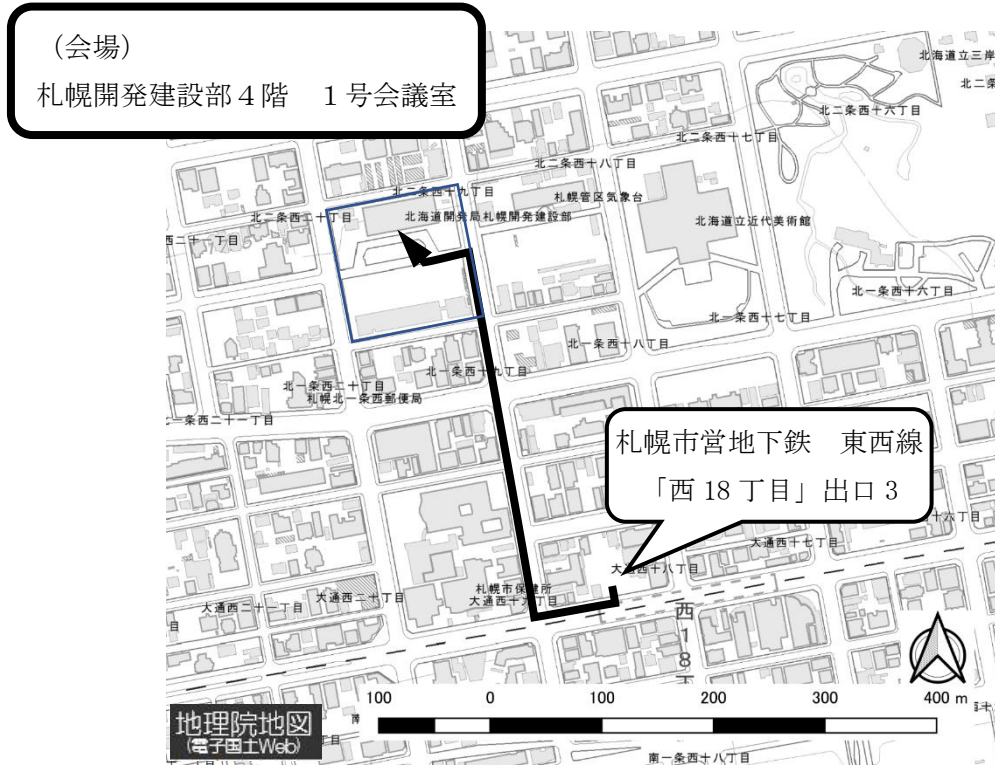 （会場）
札幌開発建設部４階　１号会議室
北海道立三岸
北二条
北二条西十六丁目
北二条西十七丁目
北二条西十八丁目
北二条西十九丁目
札幌管区気象台
北二条西二十丁目
北海道開発局札幌開発建設部
北海道立近代美術館
西二十一丁目
北一条西十六丁目
北一条西十七丁目
北一条西十八丁目
北一条西十九丁目
北一条西二十丁目
札幌北一条西郵便局
一条西二十一丁目
札幌市営地下鉄　東西線
「西 18 丁目」出口３
十六丁目
大通西十七丁目
大通西十八丁目
札幌市保健所
大通西十九丁目
大通西二十丁目
大通西二十一丁目
西18丁
100 0 100 200 300 400 m
地理院地図
(電子国土Web)
南一条西十八丁目